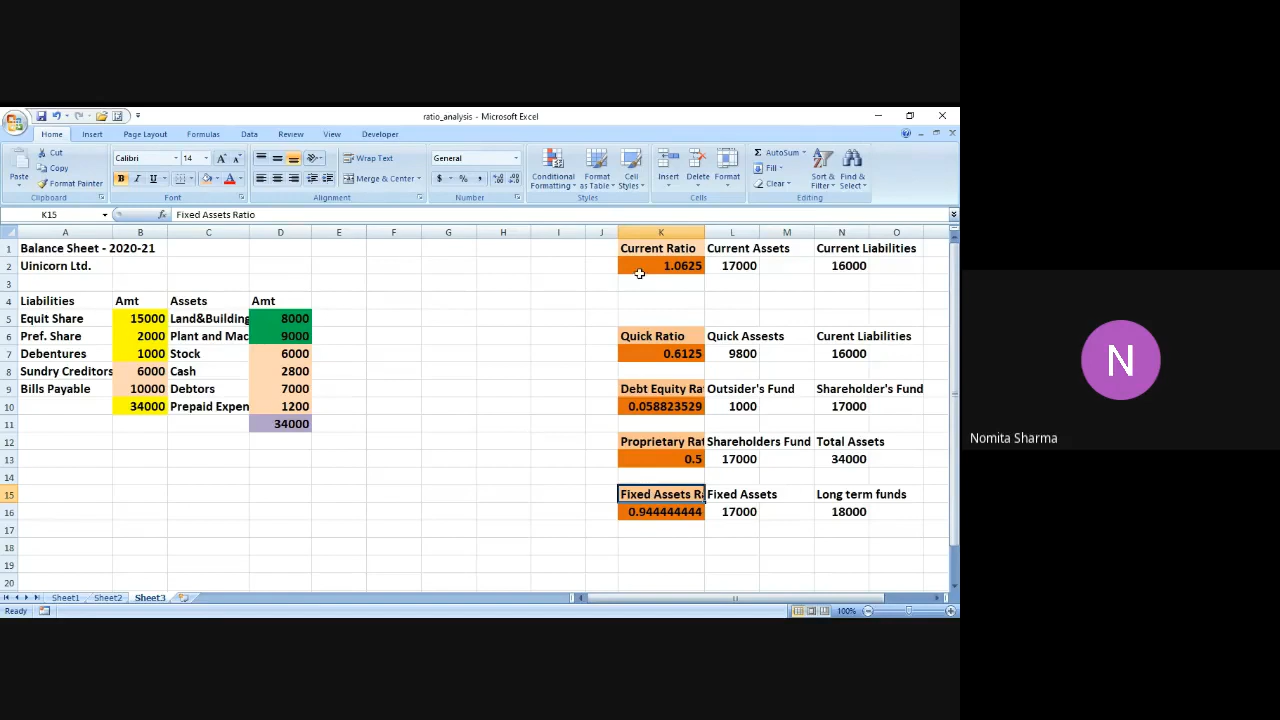 ratio_analysis - Microsoft Excel
Home Insert Page Layout Formulas Data Review View Developer
Cut
Copy
Format Painter
Paste
Clipboard
Calibri 14
B I U
Font
Wrap Text
Merge & Center
Alignment
General
$ % ,
Number
Conditional Formatting
Format as Table
Cell Styles
Styles
Insert Delete Format
Cells
AutoSum
Fill
Clear
Sort & Filter
Find & Select
Editing
K15 fx Fixed Assets Ratio
A B C D E F G H I J K L M N O
1 Balance Sheet - 2020-21 Current Ratio Current Assets Current Liabilities
2 Uinicorn Ltd. 1.0625 17000 16000
3
4 Liabilities Amt Assets Amt
5 Equit Share 15000 Land&Building 8000
6 Pref. Share 2000 Plant and Mac 9000 Quick Ratio Quick Assests Curent Liabilities
7 Debentures 1000 Stock 6000 0.6125 9800 16000
8 Sundry Creditors 6000 Cash 2800
9 Bills Payable 10000 Debtors 7000 Debt Equity Ra Outsider's Fund Shareholder's Fund
10 34000 Prepaid Expen 1200 0.058823529 1000 17000
11 34000
12 Proprietary Rat Shareholders Fund Total Assets
13 0.5 17000 34000
14
15 Fixed Assets Ra Fixed Assets Long term funds
16 0.944444444 17000 18000
17
18
19
20
Sheet1 Sheet2 Sheet3
Ready 100%
N
Nomita Sharma